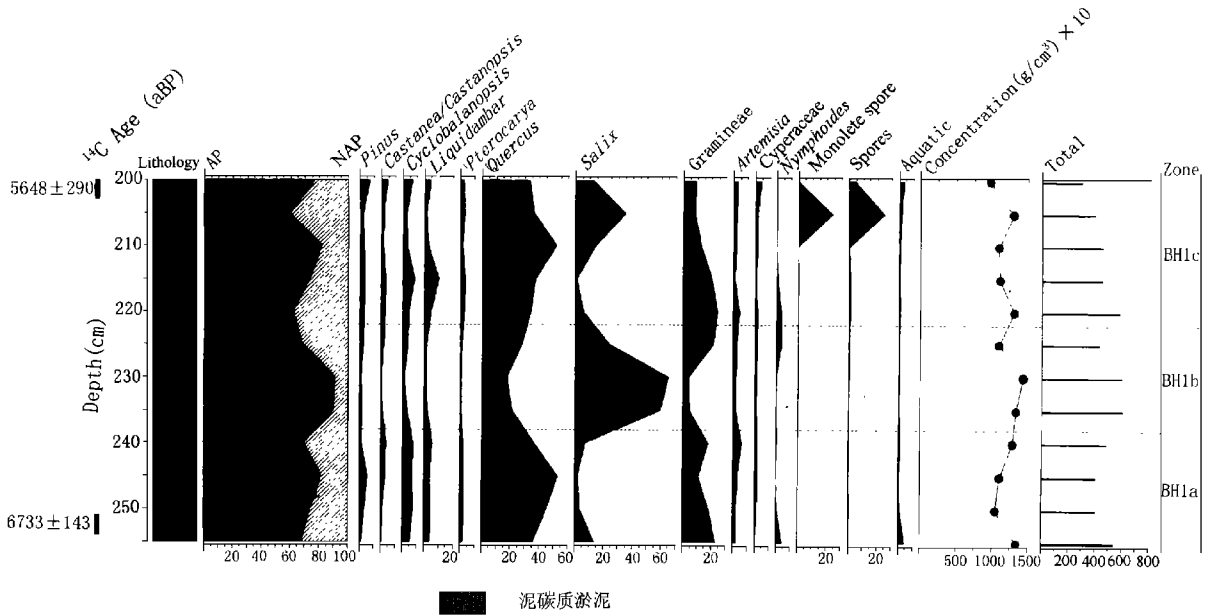 ¹⁴C Age (aBP)
Lithology
AP
NAP
Pinus
Castanea/Castanopsis
Cyclobalanopsis
Liquidambar
Pterocarya
Quercus
Salix
Gramineae
Artemisia
Cyperaceae
Nymphoides
Monolete spore
Spores
Aquatic
Concentration(g/cm³) × 10
Total
Zone
5648±290
6733±143
Depth(cm)
200
210
220
230
240
250
BH1c
BH1b
BH1a
20 40 60 80 100
20
20 40 60
20 40 60
20
20
20
500 1000 1500
0 200 400 600 800
泥碳质淤泥